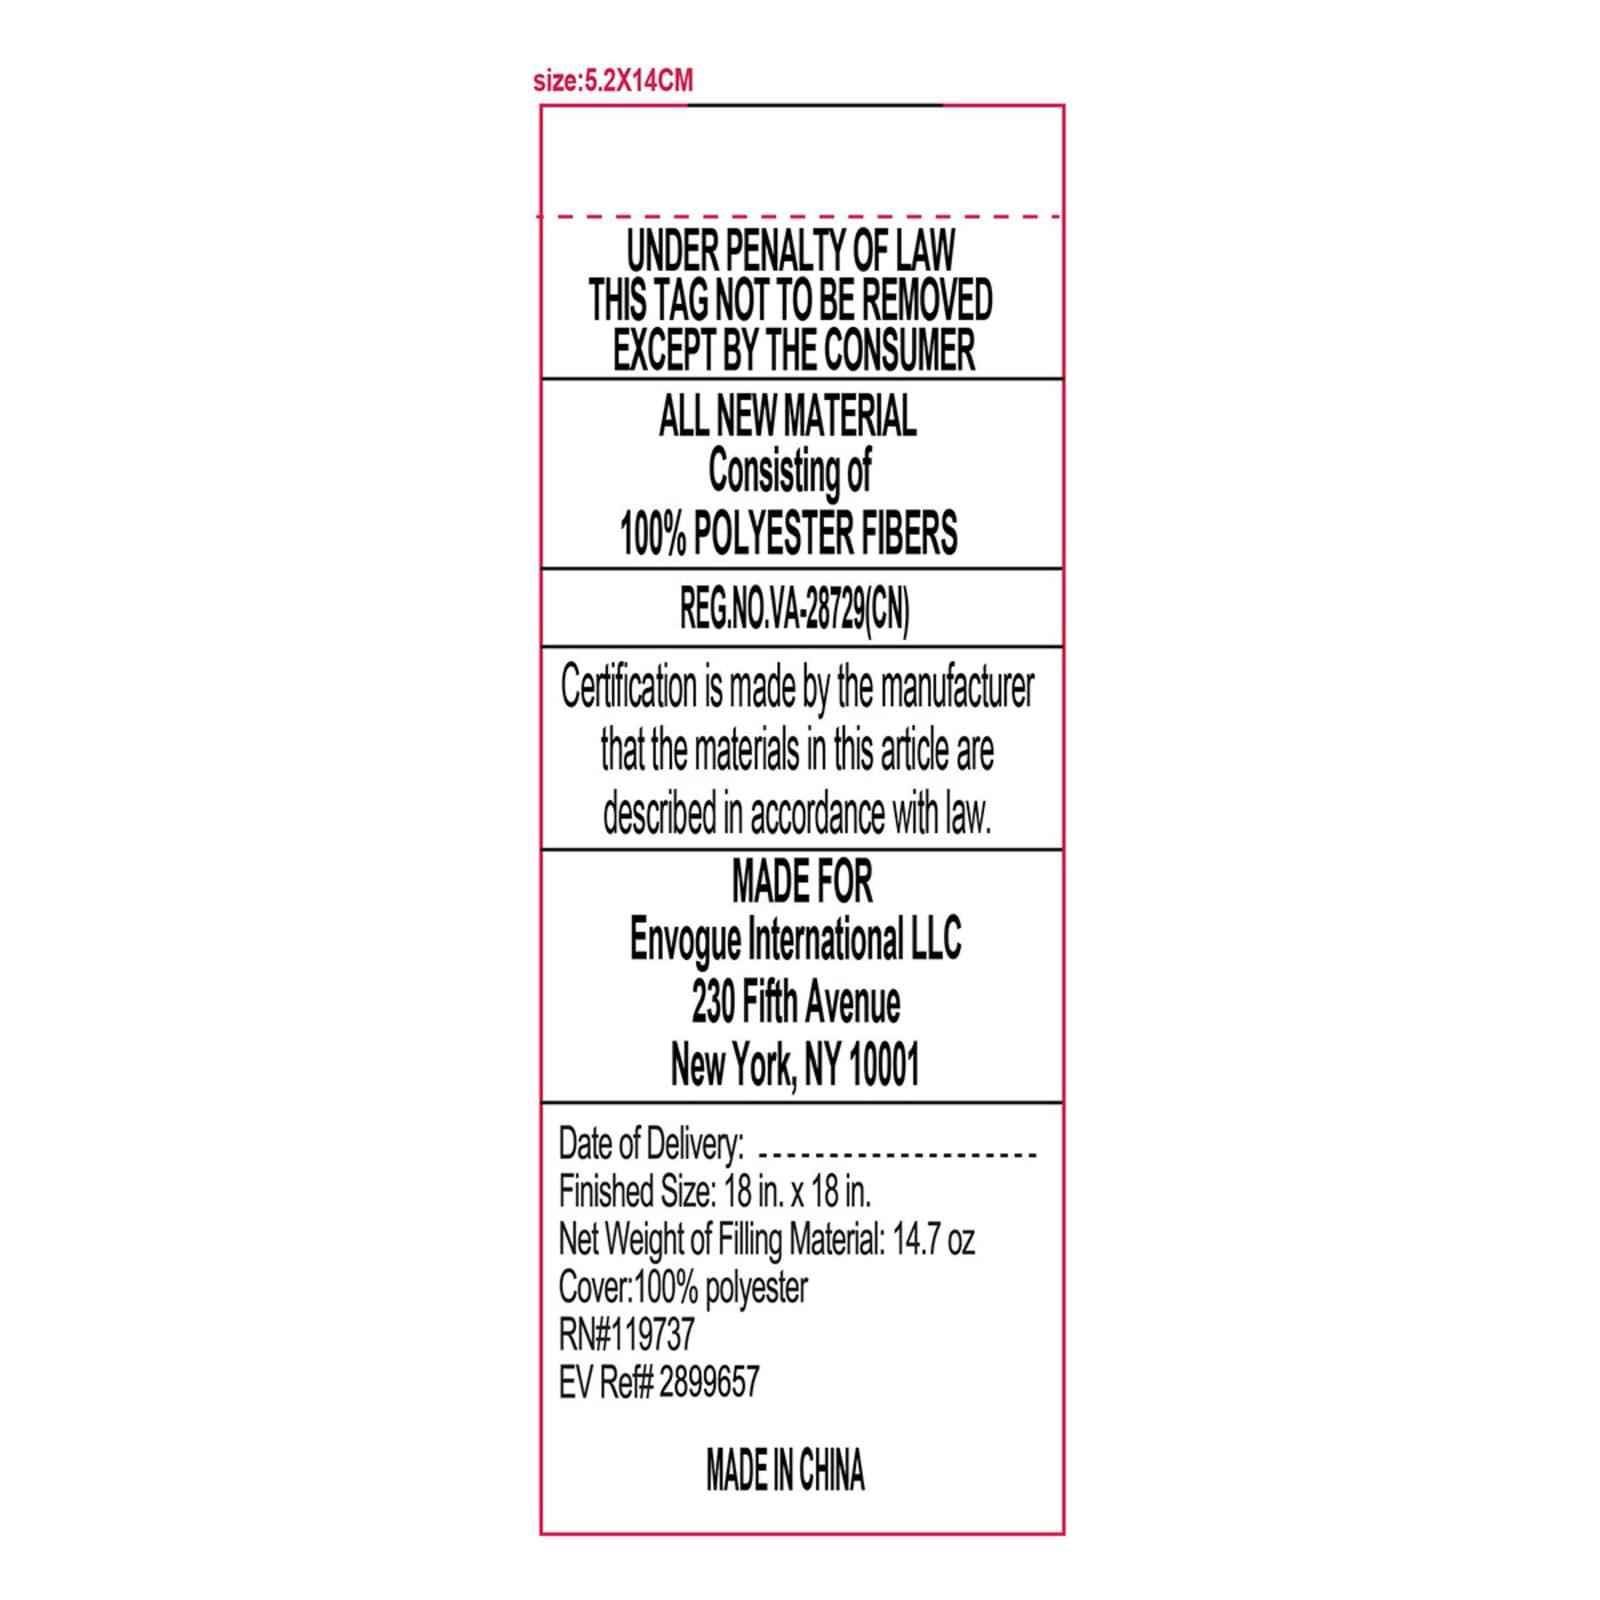 size:5.2X14CM
UNDER PENALTY OF LAW
THIS TAG NOT TO BE REMOVED
EXCEPT BY THE CONSUMER
ALL NEW MATERIAL
Consisting of
100% POLYESTER FIBERS
REG.NO.VA-28729(CN)
Certification is made by the manufacturer
that the materials in this article are
described in accordance with law.
MADE FOR
Envogue International LLC
230 Fifth Avenue
New York, NY 10001
Date of Delivery: --------------------
Finished Size: 18 in. x 18 in.
Net Weight of Filling Material: 14.7 oz
Cover:100% polyester
RN#119737
EV Ref# 2899657
MADE IN CHINA